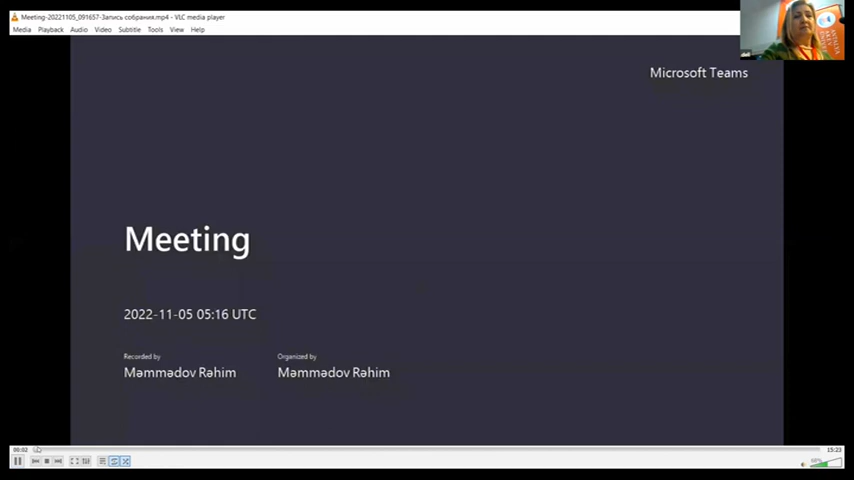 Meeting-20221105_091657-Запись собрания.mp4 - VLC media player
Media Playback Audio Video Subtitle Tools View Help
Microsoft Teams
Meeting
2022-11-05 05:16 UTC
Recorded by Organized by
Məmmədov Rəhim Məmmədov Rəhim
00:02 15:23
ANTALYA